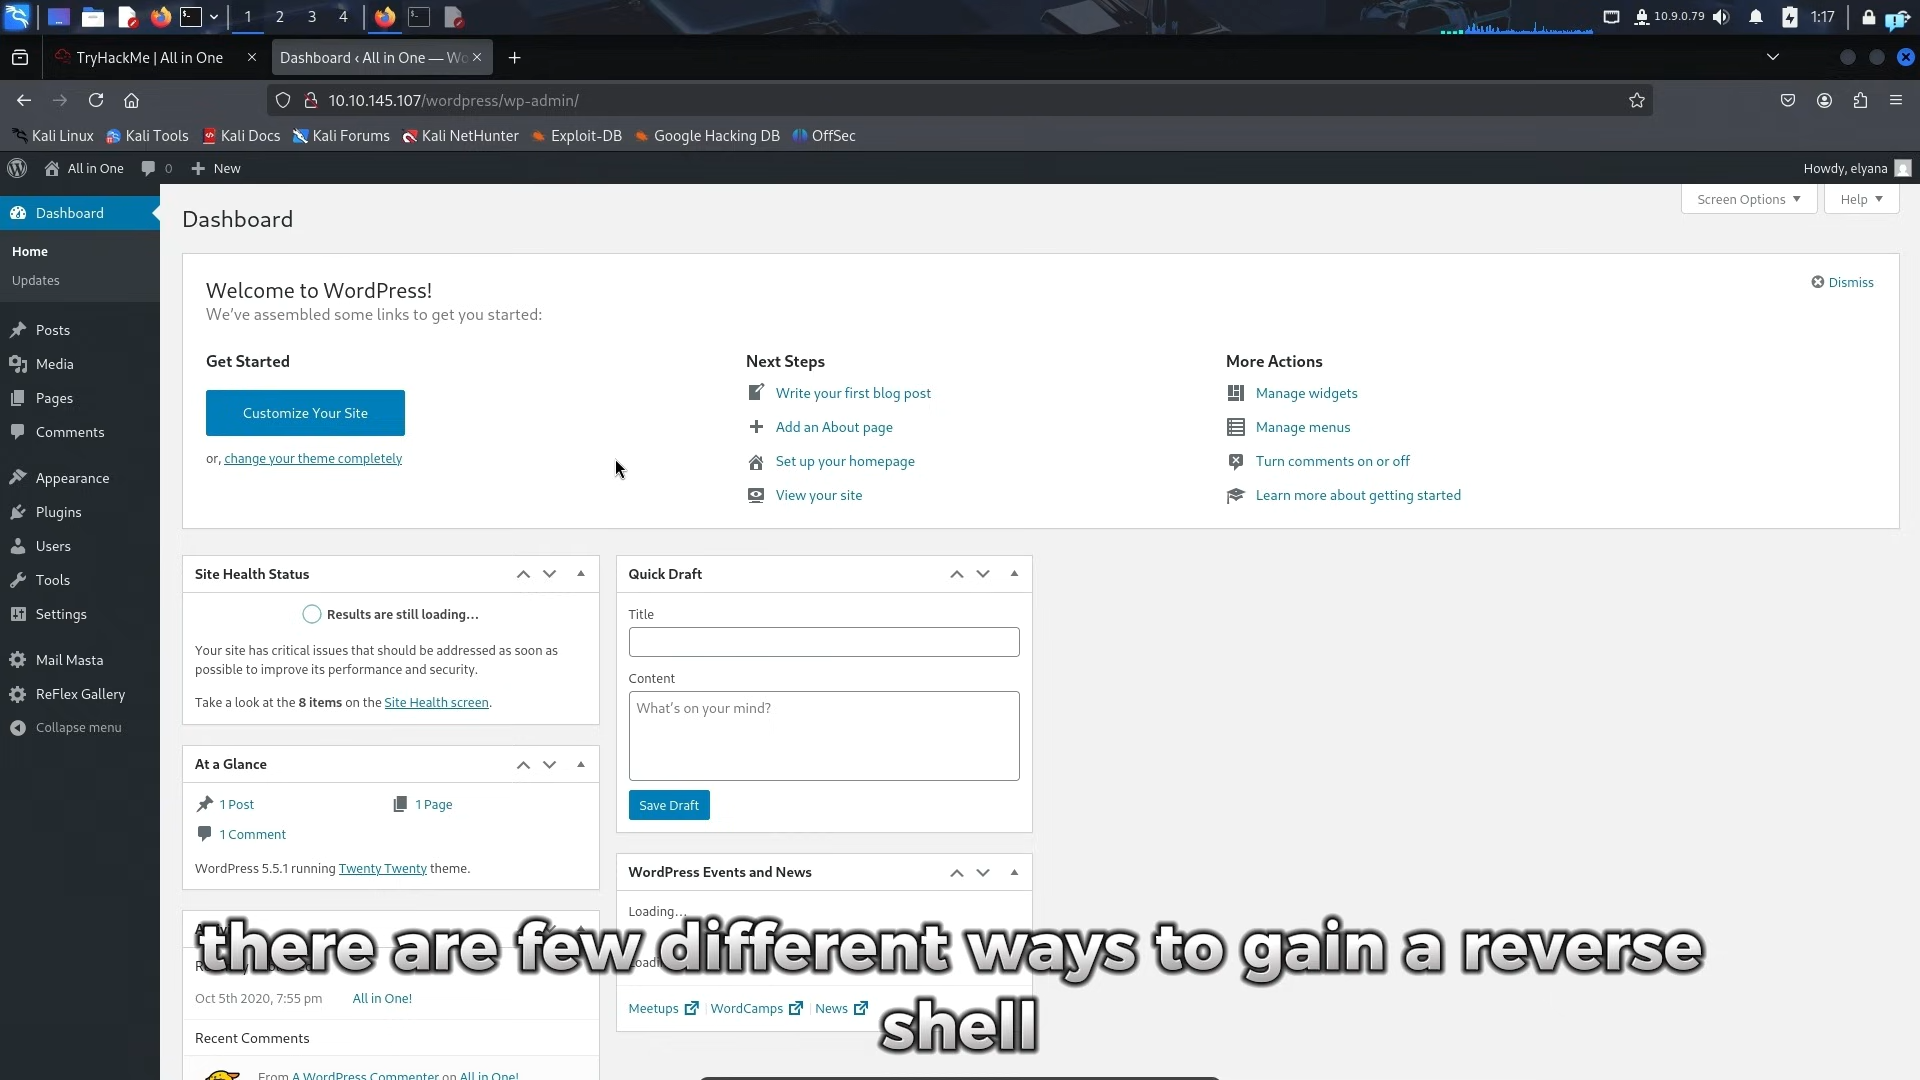 1 2 3 4
10.9.0.79 1:17
TryHackMe | All in One
Dashboard ‹ All in One — Wo
10.10.145.107/wordpress/wp-admin/
Kali Linux Kali Tools Kali Docs Kali Forums Kali NetHunter Exploit-DB Google Hacking DB OffSec
All in One 0 New Howdy, elyana
Dashboard
Home
Updates
Posts
Media
Pages
Comments
Appearance
Plugins
Users
Tools
Settings
Mail Masta
ReFlex Gallery
Collapse menu
Screen Options Help
Dashboard
Welcome to WordPress!
Dismiss
We've assembled some links to get you started:
Get Started
Customize Your Site
or, change your theme completely
Next Steps
Write your first blog post
Add an About page
Set up your homepage
View your site
More Actions
Manage widgets
Manage menus
Turn comments on or off
Learn more about getting started
Site Health Status
Results are still loading…
Your site has critical issues that should be addressed as soon as
possible to improve its performance and security.
Take a look at the 8 items on the Site Health screen.
At a Glance
1 Post 1 Page
1 Comment
WordPress 5.5.1 running Twenty Twenty theme.
Oct 5th 2020, 7:55 pm All in One!
Recent Comments
From A WordPress Commenter on All in One!
Quick Draft
Title
Content
What's on your mind?
Save Draft
WordPress Events and News
Loading…
Meetups | WordCamps | News
there are few different ways to gain a reverse
shell